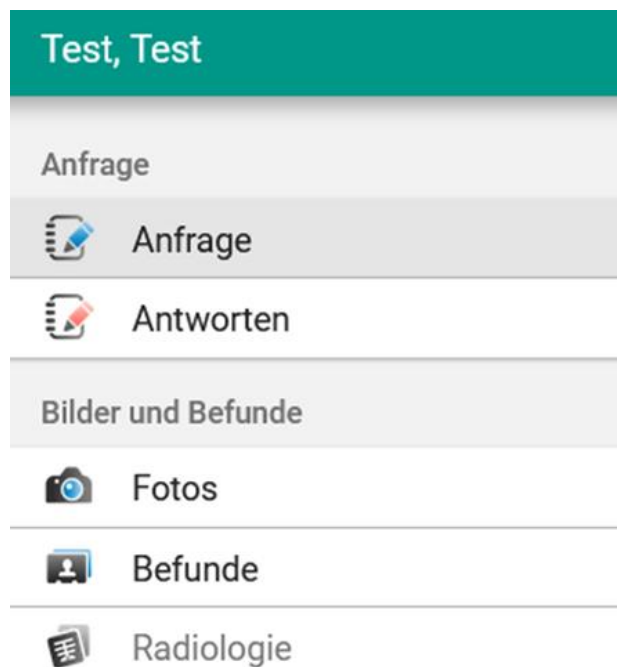 Test, Test
Anfrage
Anfrage
Antworten
Bilder und Befunde
Fotos
Befunde
Radiologie